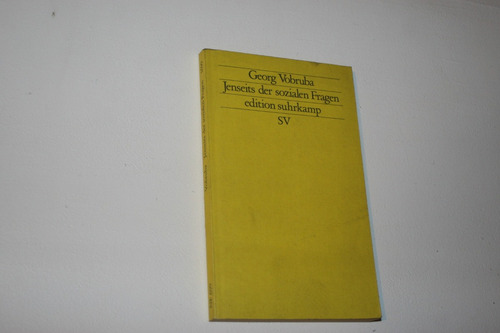 Georg Vobruba
Jenseits der sozialen Fragen
edition suhrkamp
SV